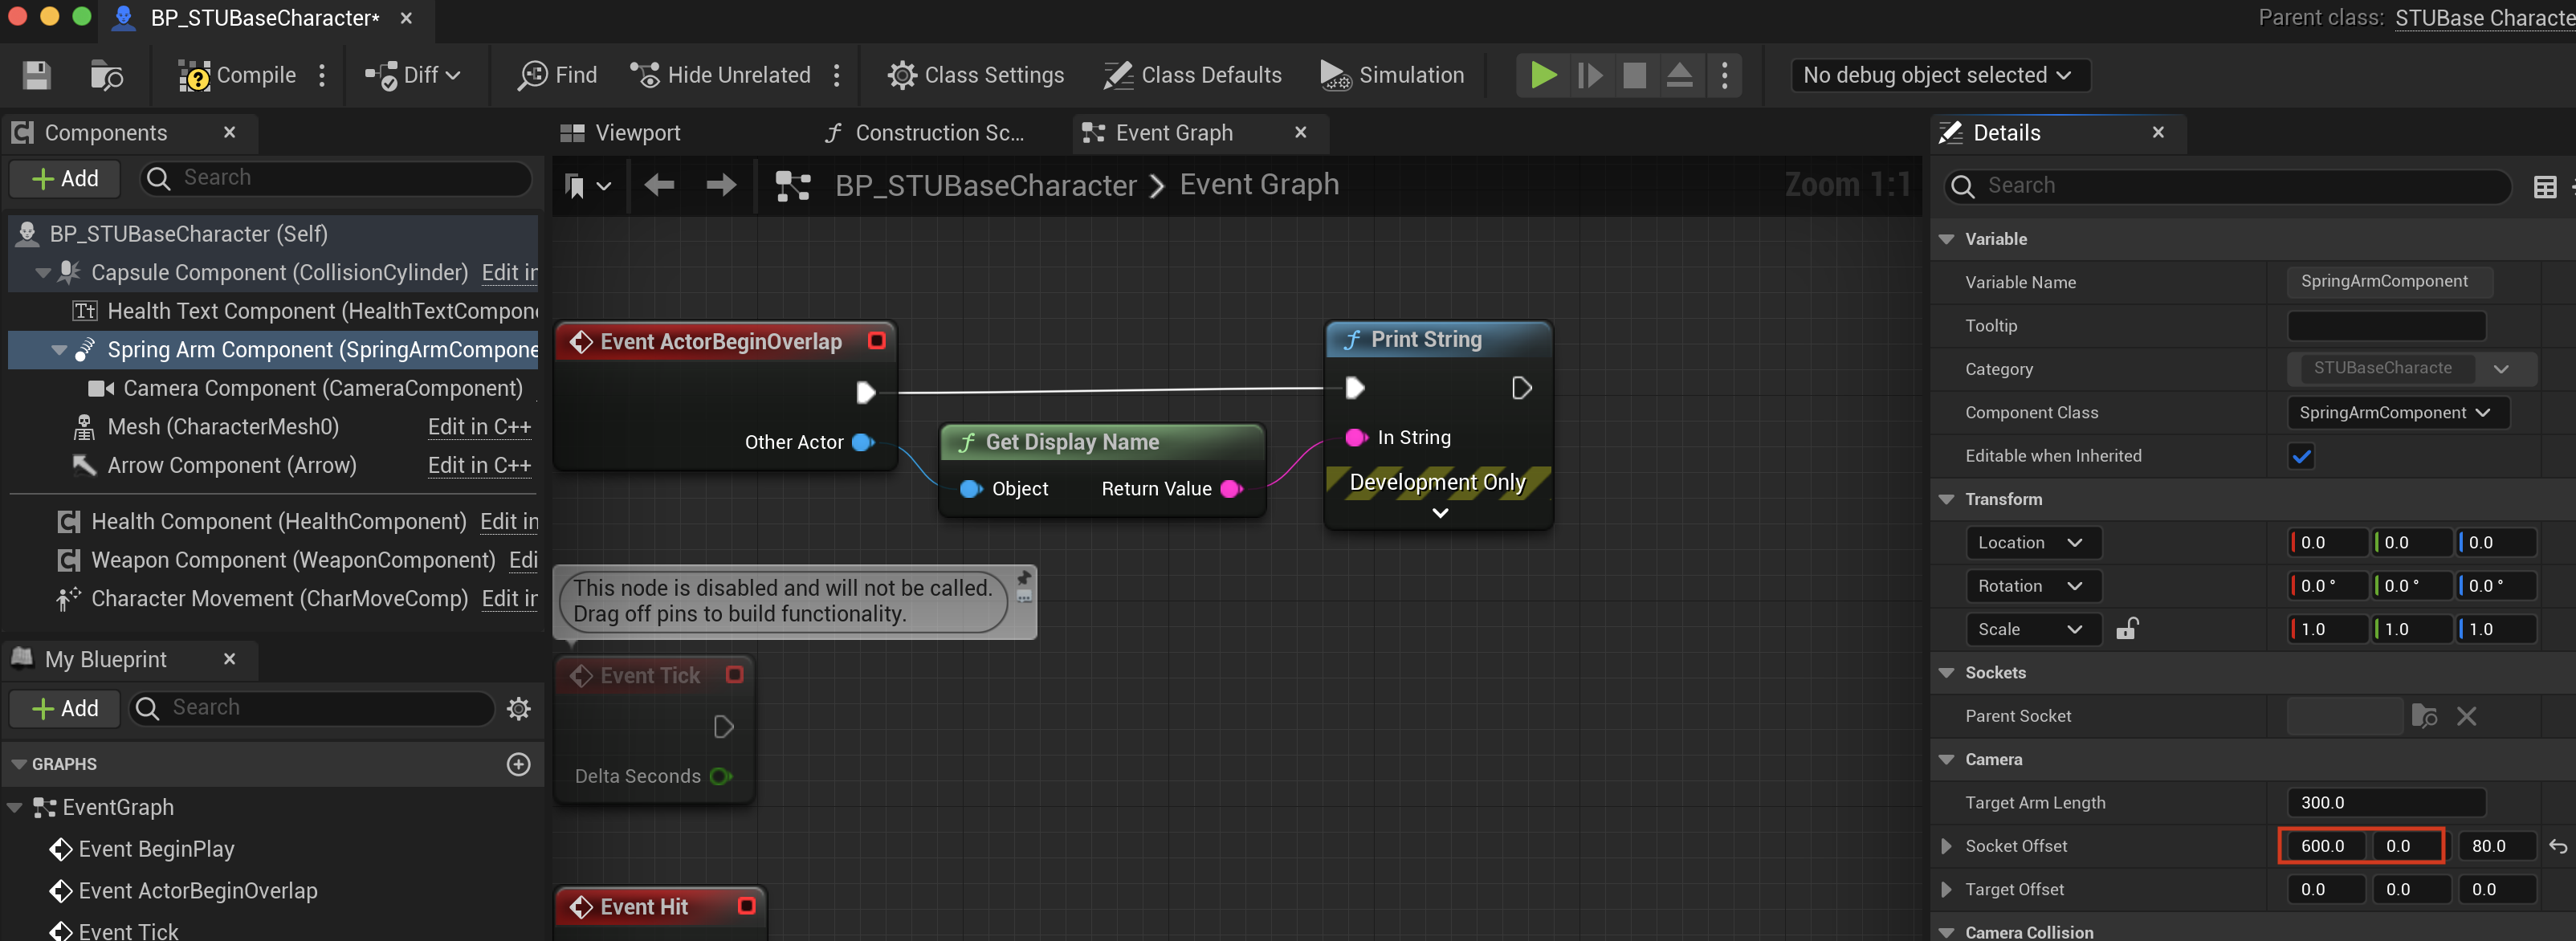 BP_STUBaseCharacter*
Parent class: STUBase Characte
Compile
Diff
Find
Hide Unrelated
Class Settings
Class Defaults
Simulation
No debug object selected
Components
Add
Search
BP_STUBaseCharacter (Self)
Capsule Component (CollisionCylinder) Edit in
Health Text Component (HealthTextCompon
Spring Arm Component (SpringArmCompone
Camera Component (CameraComponent)
Mesh (CharacterMesh0) Edit in C++
Arrow Component (Arrow) Edit in C++
Health Component (HealthComponent) Edit in
Weapon Component (WeaponComponent) Edi
Character Movement (CharMoveComp) Edit in
My Blueprint
Add
Search
GRAPHS
EventGraph
Event BeginPlay
Event ActorBeginOverlap
Event Tick
Viewport
Construction Sc...
Event Graph
BP_STUBaseCharacter > Event Graph
Zoom 1:1
Event ActorBeginOverlap
Other Actor
Get Display Name
Object Return Value
Print String
In String
Development Only
This node is disabled and will not be called.
Drag off pins to build functionality.
Event Tick
Delta Seconds
Event Hit
Details
Search
Variable
Variable Name SpringArmComponent
Tooltip
Category STUBaseCharacte
Component Class SpringArmComponent
Editable when Inherited
Transform
Location 0.0 0.0 0.0
Rotation 0.0 ° 0.0 ° 0.0 °
Scale 1.0 1.0 1.0
Sockets
Parent Socket
Camera
Target Arm Length 300.0
Socket Offset 600.0 0.0 80.0
Target Offset 0.0 0.0 0.0
Camera Collision